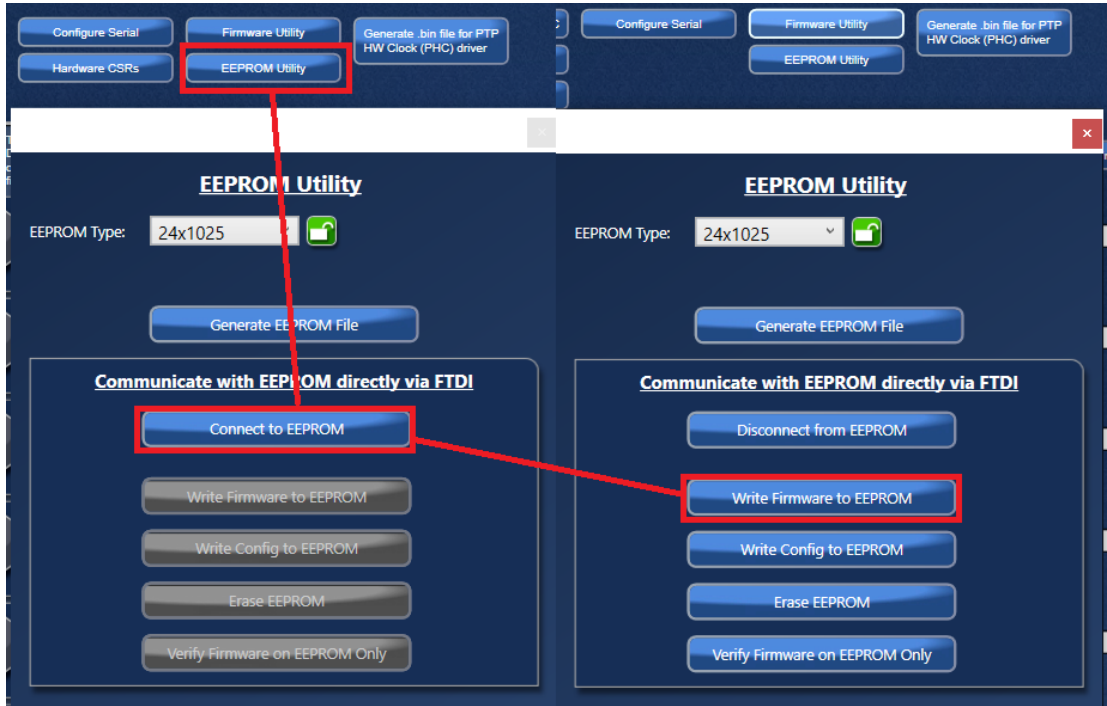 Configure Serial
Firmware Utility
Generate .bin file for PTP
HW Clock (PHC) driver
Hardware CSRs
EEPROM Utility
EEPROM Utility
EEPROM Type:
24x1025
Generate EEPROM File
Communicate with EEPROM directly via FTDI
Connect to EEPROM
Write Firmware to EEPROM
Write Config to EEPROM
Erase EEPROM
Verify Firmware on EEPROM Only
Configure Serial
Firmware Utility
Generate .bin file for PTP
HW Clock (PHC) driver
EEPROM Utility
EEPROM Utility
EEPROM Type:
24x1025
Generate EEPROM File
Communicate with EEPROM directly via FTDI
Disconnect from EEPROM
Write Firmware to EEPROM
Write Config to EEPROM
Erase EEPROM
Verify Firmware on EEPROM Only